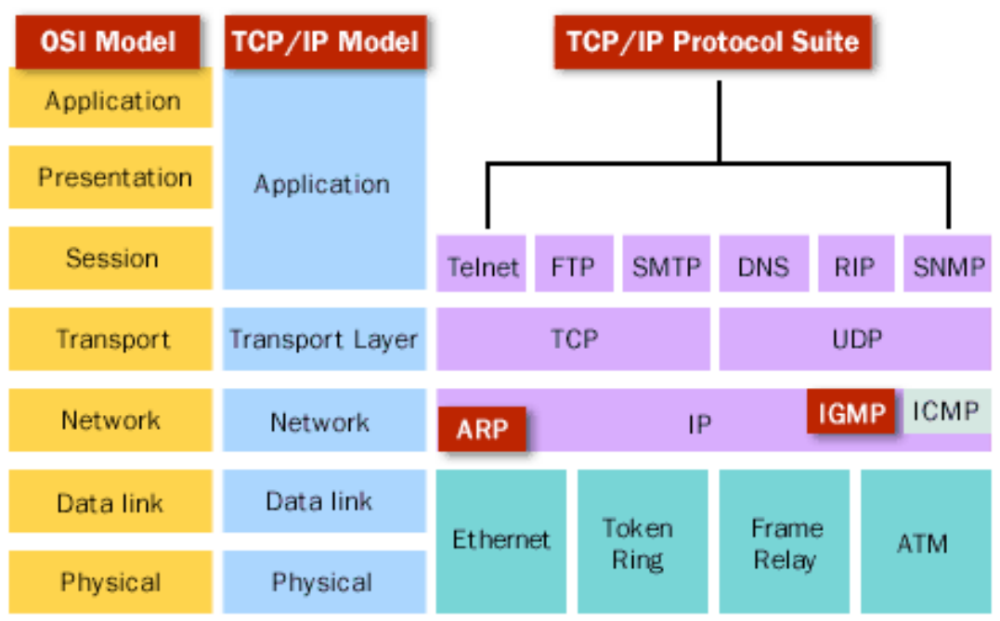 OSI Model
TCP/IP Model
TCP/IP Protocol Suite
Application
Presentation
Session
Transport
Network
Data link
Physical
Application
Transport Layer
Network
Data link
Physical
Telnet
FTP
SMTP
DNS
RIP
SNMP
TCP
UDP
ARP
IP
IGMP
ICMP
Ethernet
Token
Ring
Frame
Relay
ATM